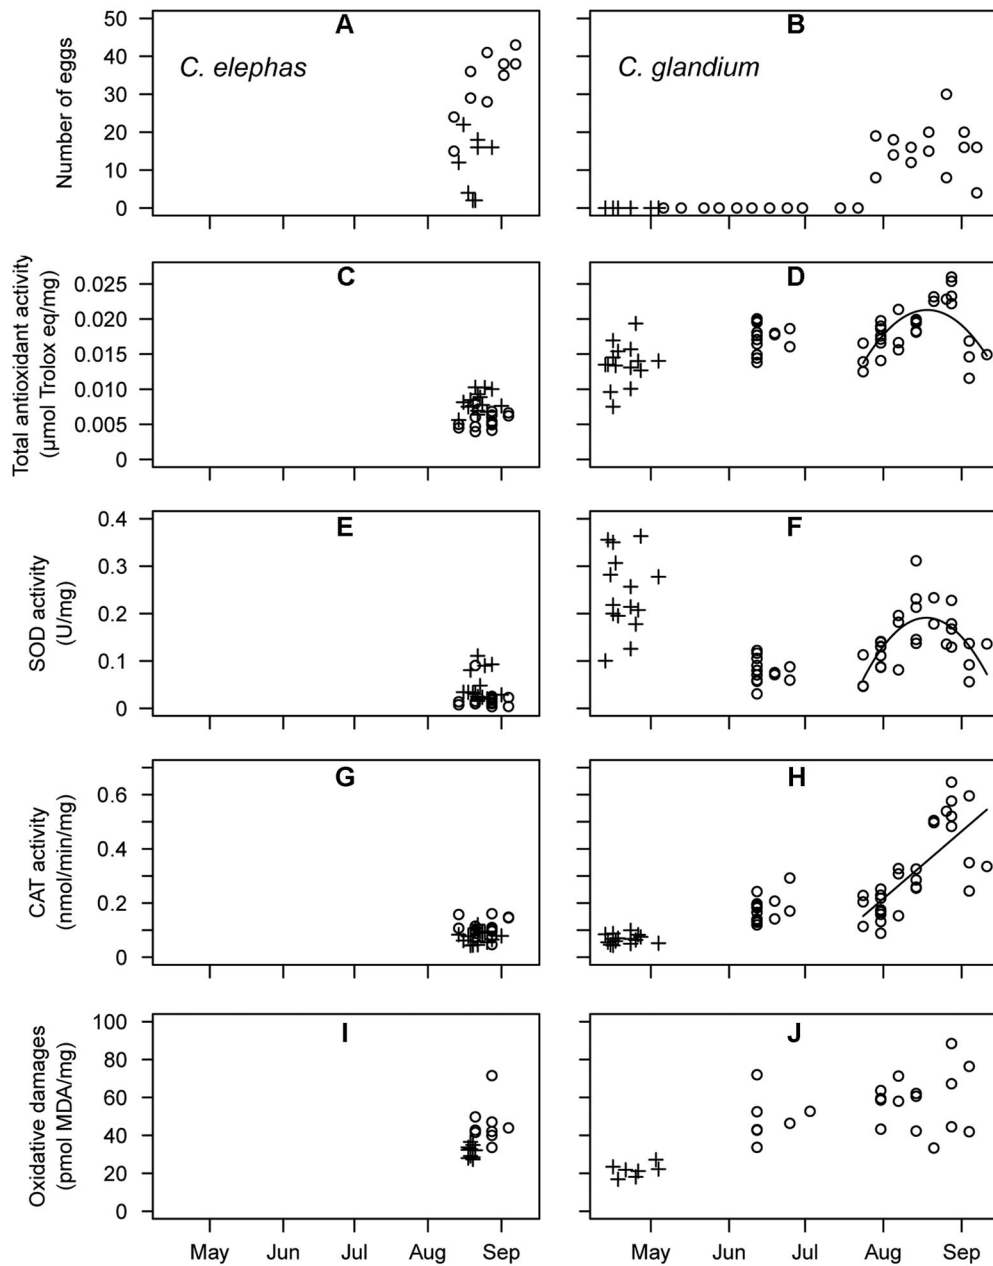 A
B
C. elephas
C. glandium
Number of eggs
50
40
30
20
10
0
C
D
Total antioxidant activity
(µmol Trolox eq/mg)
0.025
0.020
0.015
0.010
0.005
0
E
F
SOD activity
(U/mg)
0.4
0.3
0.2
0.1
0
G
H
CAT activity
(nmol/min/mg)
0.6
0.4
0.2
0
I
J
Oxidative damages
(pmol MDA/mg)
100
80
60
40
20
0
May Jun Jul Aug Sep
May Jun Jul Aug Sep